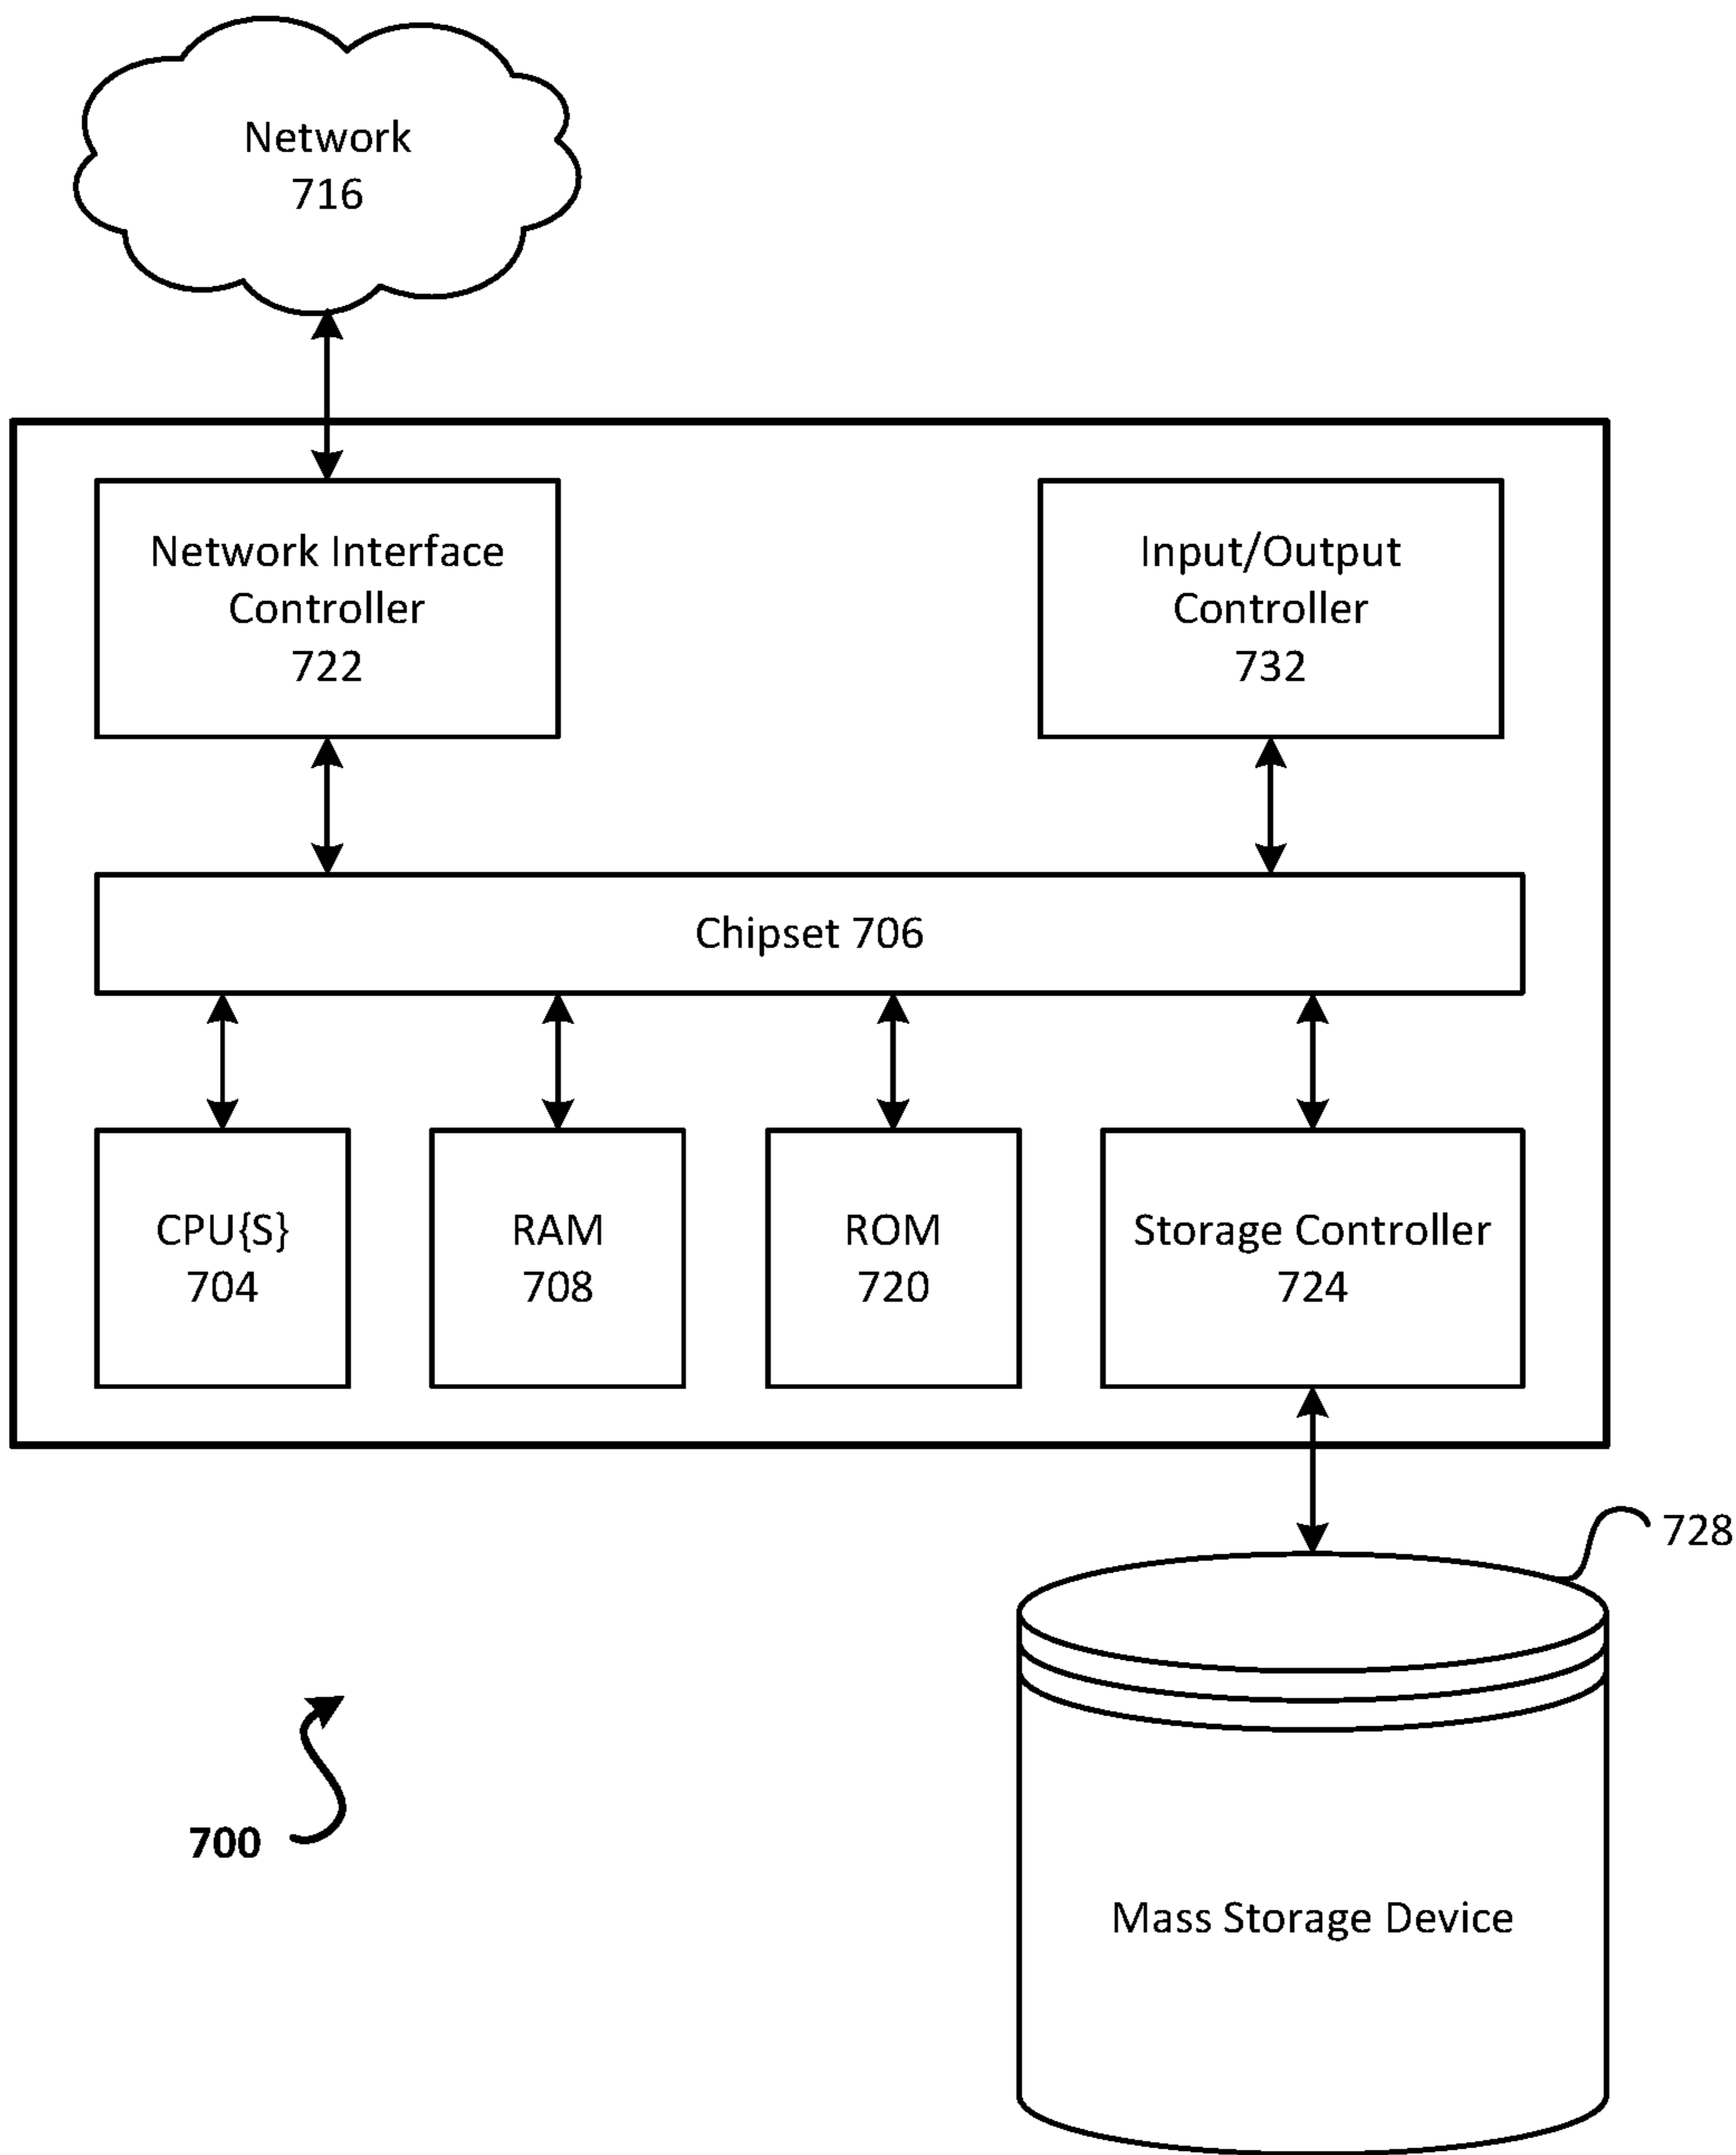 Network
716
Network Interface
Controller
722
Input/Output
Controller
732
Chipset 706
CPU{S}
704
RAM
708
ROM
720
Storage Controller
724
728
700
Mass Storage Device